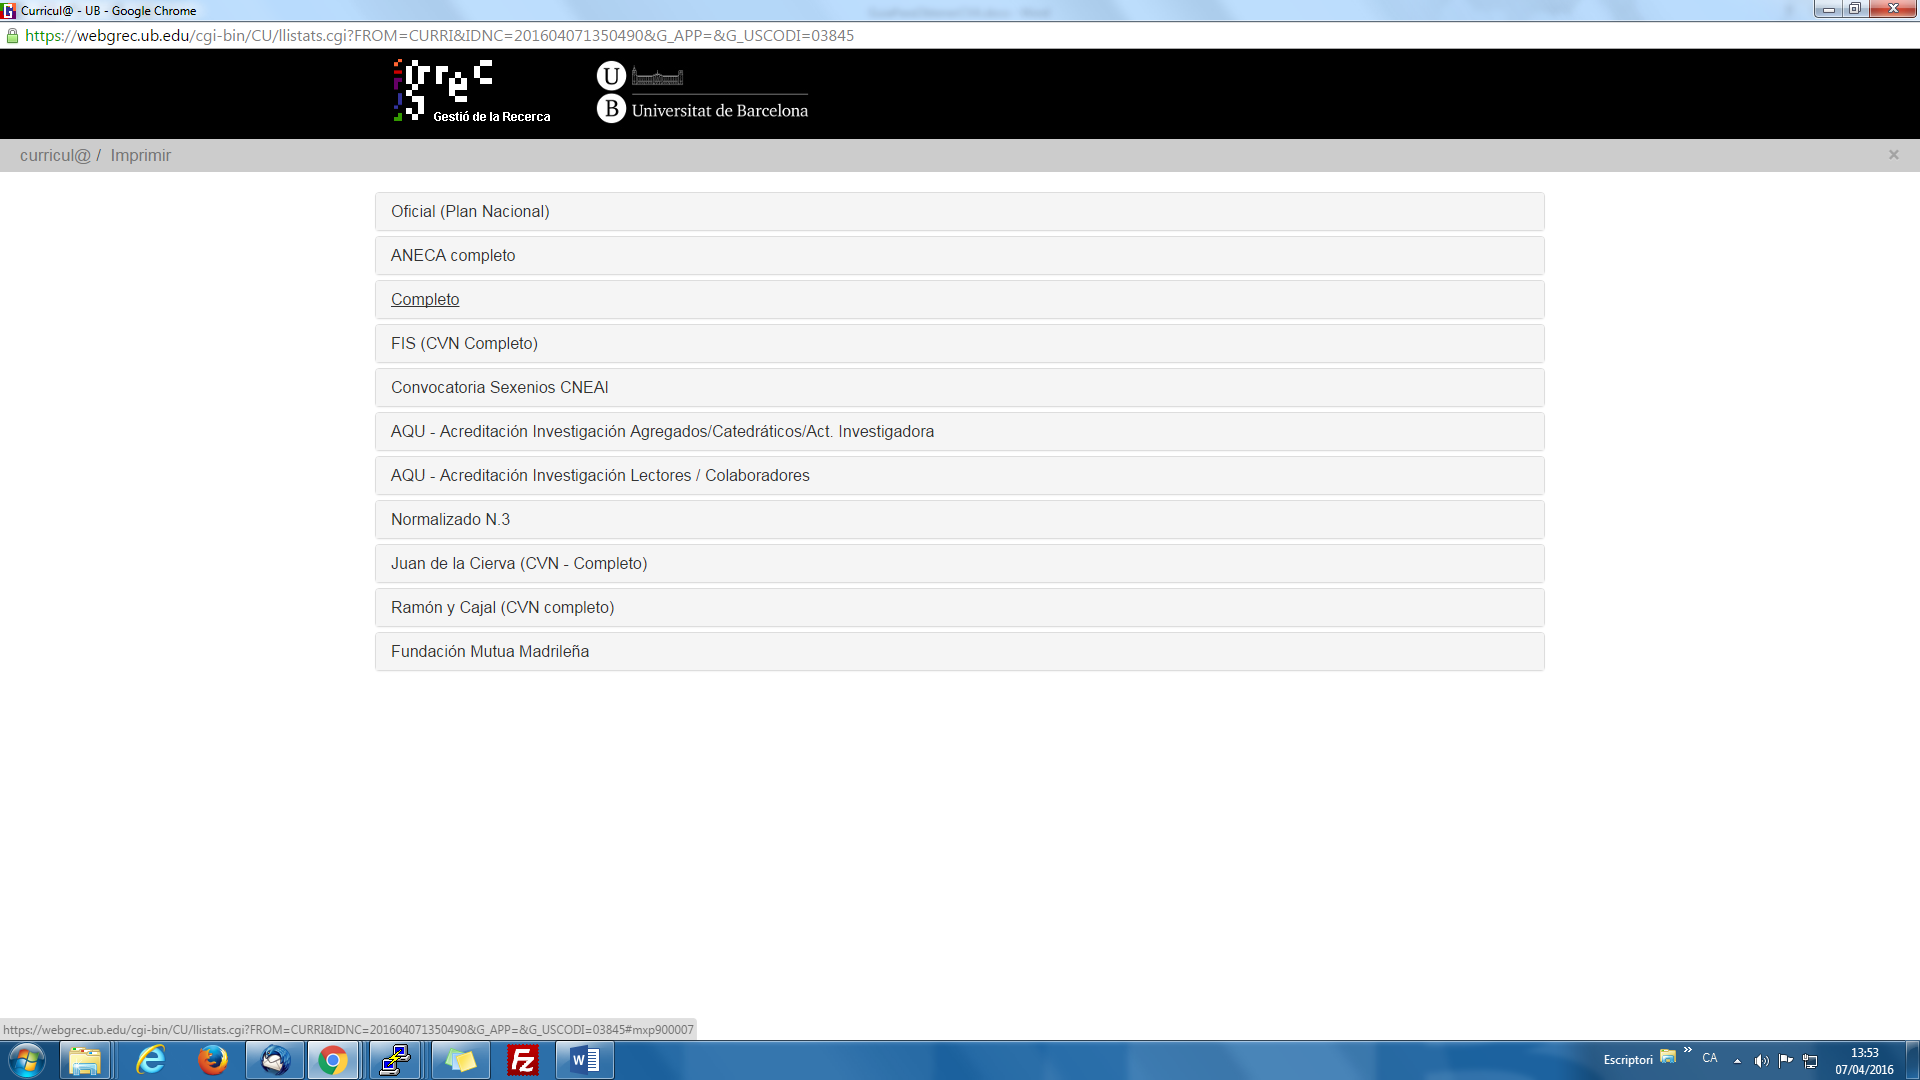 Curricul@ - UB - Google Chrome
https://webgrec.ub.edu/cgi-bin/CU/llistats.cgi?FROM=CURRI&IDNC=201604071350490&G_APP=&G_USCODI=03845
grec
Gestió de la Recerca
U
B Universitat de Barcelona
curricul@ / Imprimir ×
Oficial (Plan Nacional)
ANECA completo
Completo
FIS (CVN Completo)
Convocatoria Sexenios CNEAI
AQU - Acreditación Investigación Agregados/Catedráticos/Act. Investigadora
AQU - Acreditación Investigación Lectores / Colaboradores
Normalizado N.3
Juan de la Cierva (CVN - Completo)
Ramón y Cajal (CVN completo)
Fundación Mutua Madrileña
https://webgrec.ub.edu/cgi-bin/CU/llistats.cgi?FROM=CURRI&IDNC=201604071350490&G_APP=&G_USCODI=03845#mxp900007
Escriptori » CA 13:53
07/04/2016